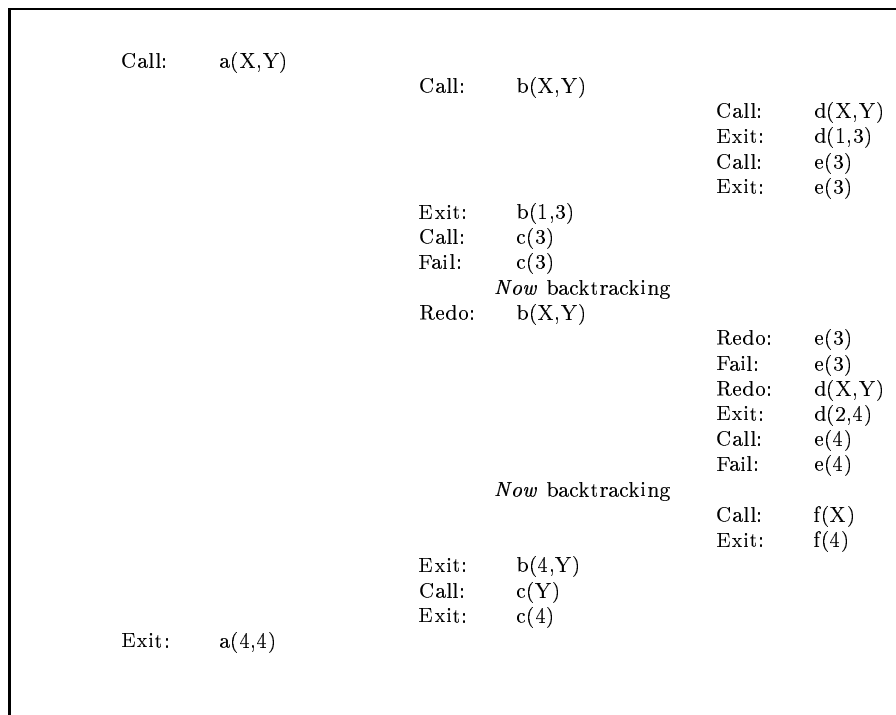 Call: a(X,Y)
Call: b(X,Y)
Call: d(X,Y)
Exit: d(1,3)
Call: e(3)
Exit: e(3)
Exit: b(1,3)
Call: c(3)
Fail: c(3)
Now backtracking
Redo: b(X,Y)
Redo: e(3)
Fail: e(3)
Redo: d(X,Y)
Exit: d(2,4)
Call: e(4)
Fail: e(4)
Now backtracking
Call: f(X)
Exit: f(4)
Exit: b(4,Y)
Call: c(Y)
Exit: c(4)
Exit: a(4,4)